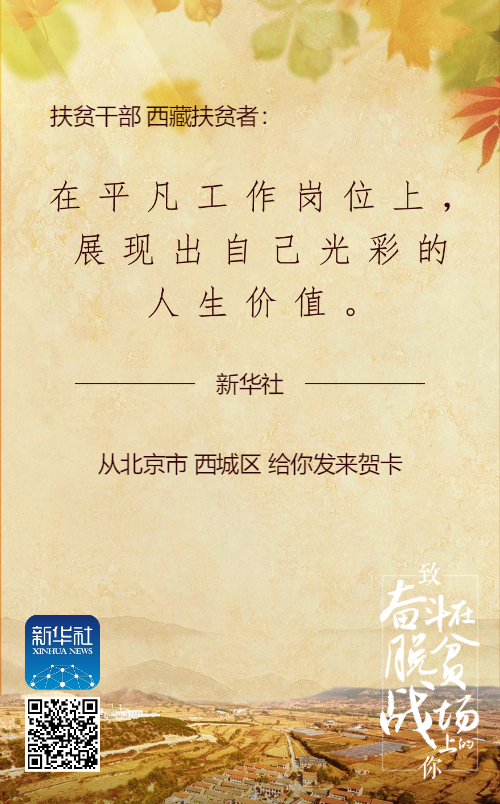 扶贫干部 西藏扶贫者：
在平凡工作岗位上，
展现出自己光彩的
人生价值。
新华社
从北京市 西城区 给你发来贺卡
新华社
XINHUA NEWS
致
奋斗在
脱贫
战场
上的
你